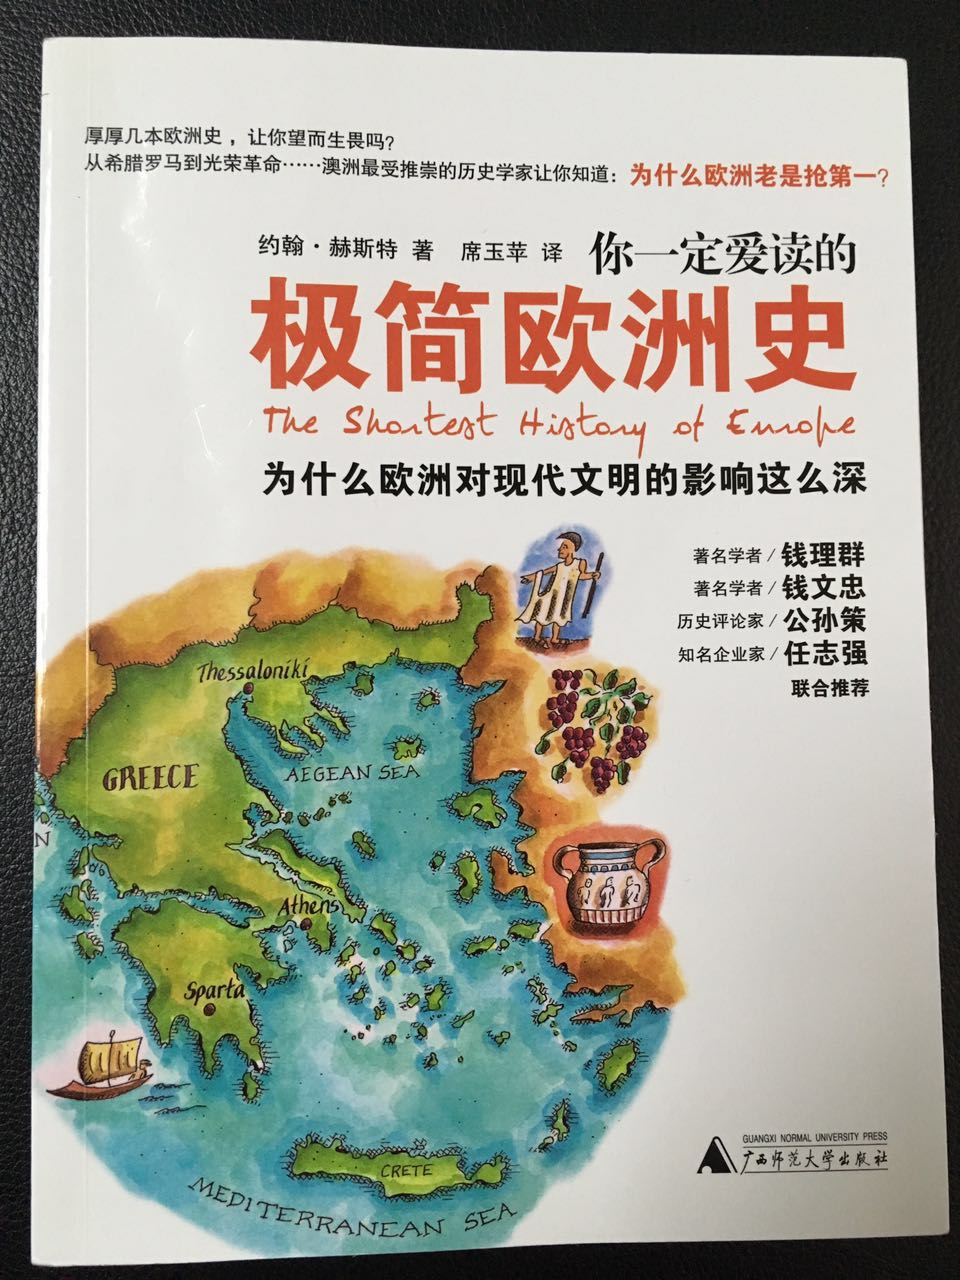 厚厚几本欧洲史，让你望而生畏吗?
从希腊罗马到光荣革命……澳洲最受推崇的历史学家让你知道：为什么欧洲老是抢第一?
约翰·赫斯特 著 席玉苹 译 你一定爱读的
极简欧洲史
The Shortest History of Europe
为什么欧洲对现代文明的影响这么深
著名学者/钱理群
著名学者/钱文忠
历史评论家/公孙策
知名企业家/任志强
联合推荐
Thessaloniki
GREECE
AEGEAN SEA
N
Athens
Sparta
CRETE
MEDITERRANEAN SEA
GUANGXI NORMAL UNIVERSITY PRESS
广西师范大学出版社